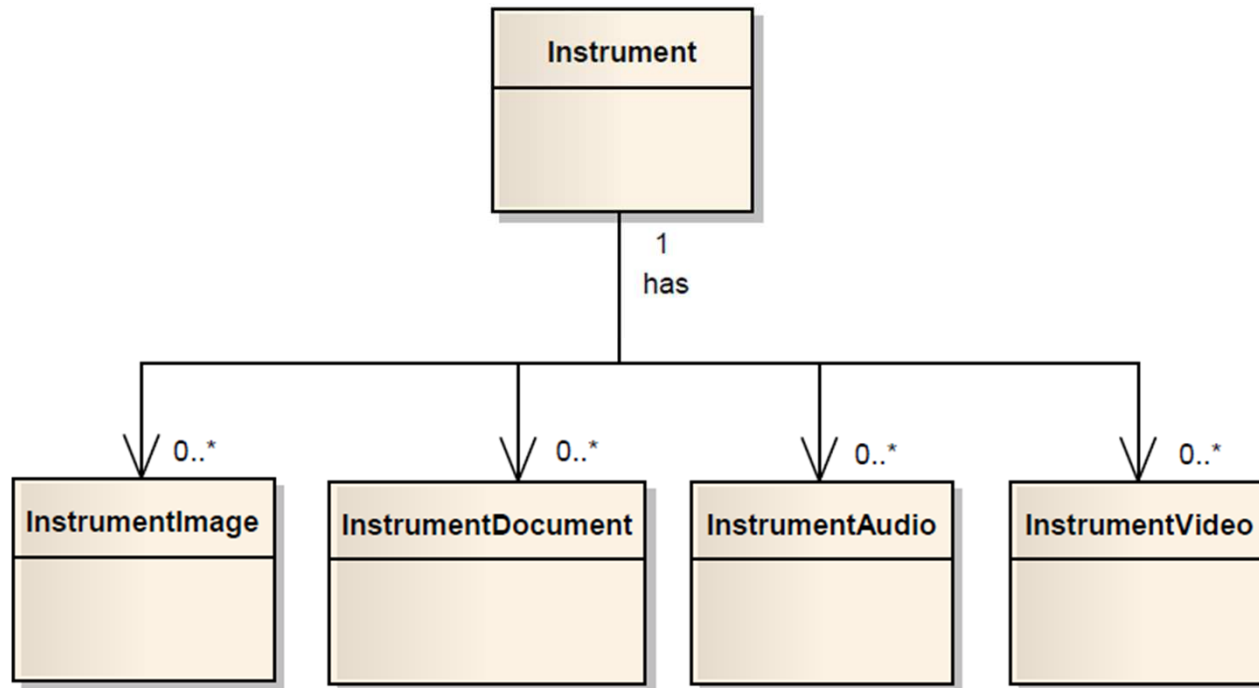 Instrument
1
has
0..* 0..* 0..* 0..*
InstrumentImage InstrumentDocument InstrumentAudio InstrumentVideo